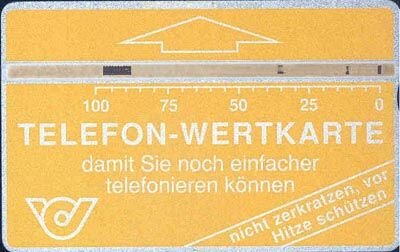 100 75 50 25 0
TELEFON-WERTKARTE
damit Sie noch einfacher
telefonieren können
nicht zerkratzen, vor
Hitze schützen